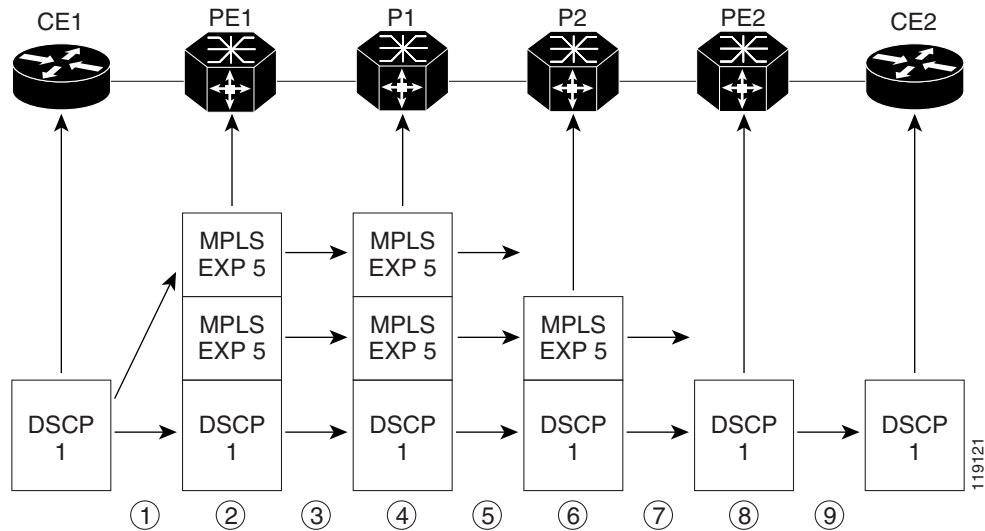 CE1
PE1
P1
P2
PE2
CE2
MPLS
EXP 5
MPLS
EXP 5
MPLS
EXP 5
MPLS
EXP 5
MPLS
EXP 5
DSCP
1
DSCP
1
DSCP
1
DSCP
1
DSCP
1
DSCP
1
119121
1
2
3
4
5
6
7
8
9